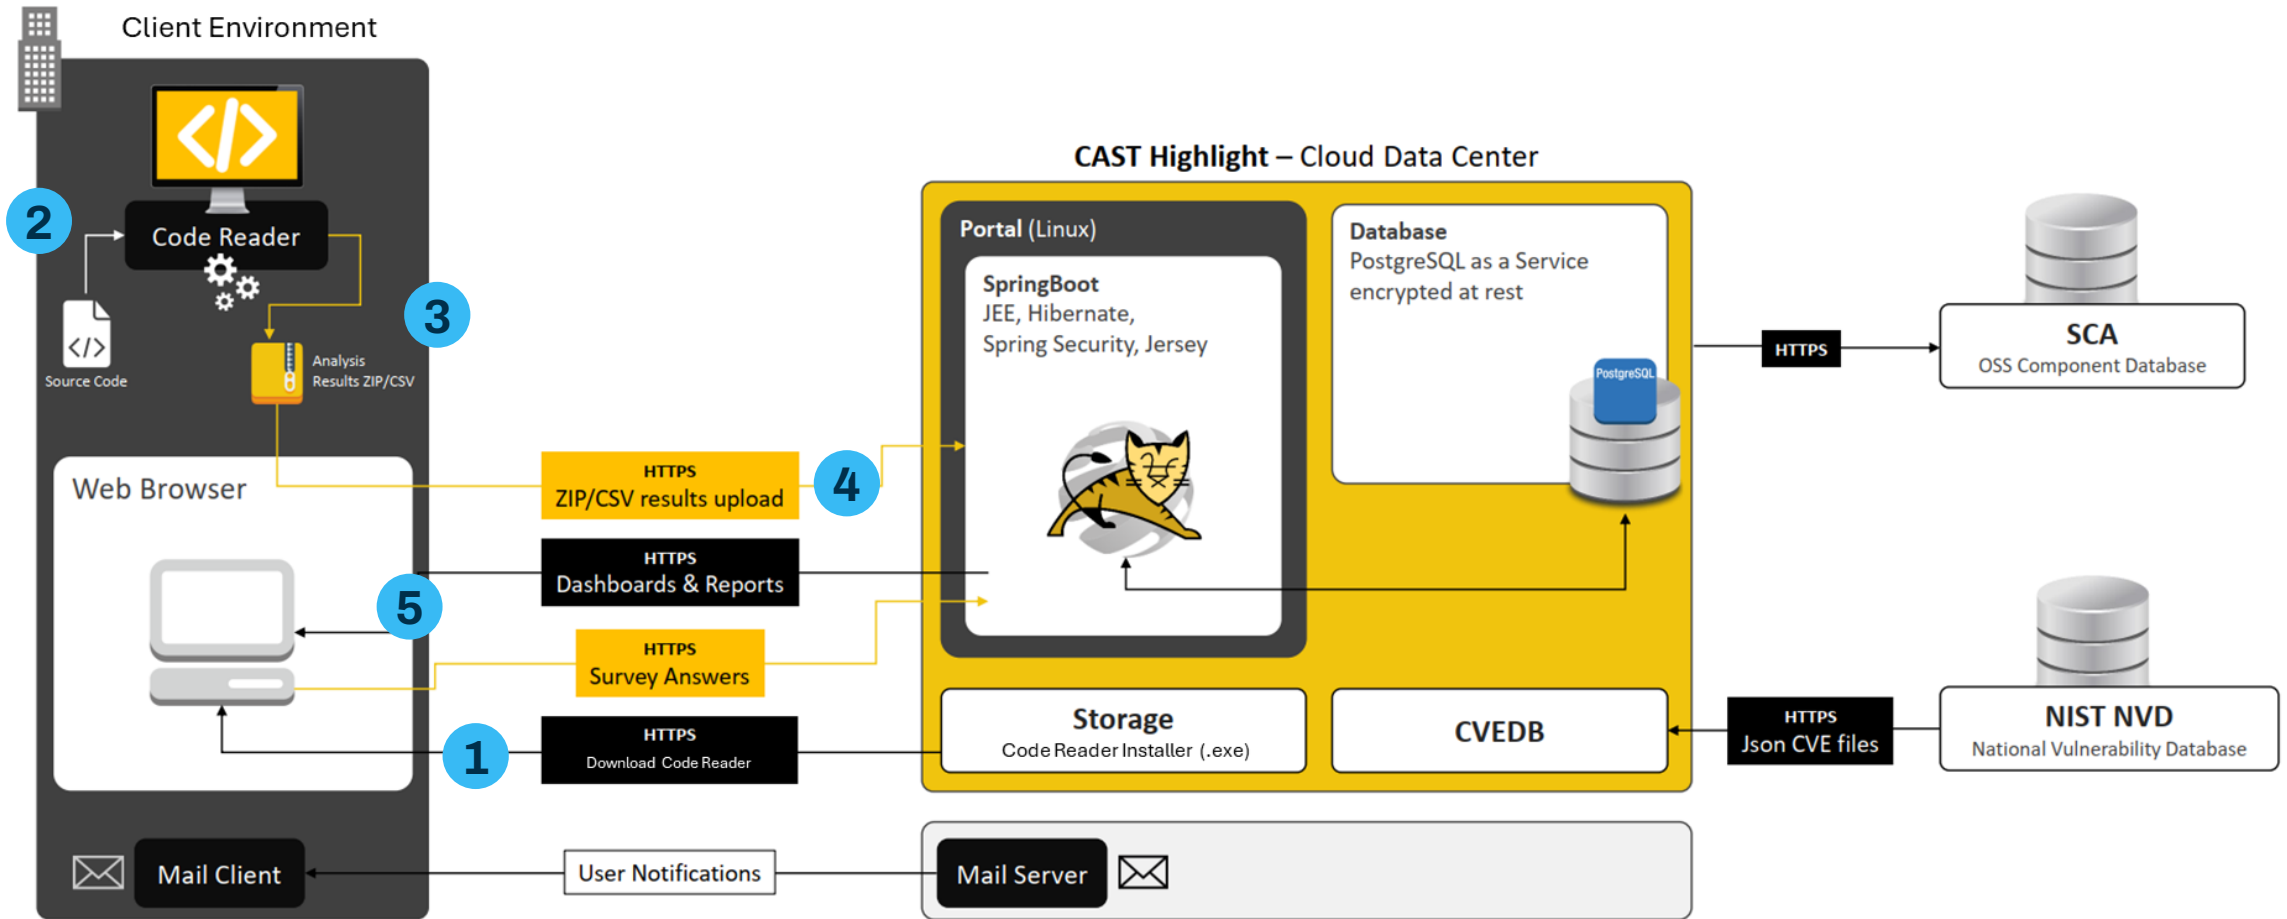 Client Environment
</>
2
Code Reader
3
</>
Source Code
Analysis
Results ZIP/CSV
Web Browser
5
1
Mail Client
HTTPS
ZIP/CSV results upload
4
HTTPS
Dashboards & Reports
HTTPS
Survey Answers
HTTPS
Download Code Reader
User Notifications
CAST Highlight – Cloud Data Center
Portal (Linux)
SpringBoot
JEE, Hibernate,
Spring Security, Jersey
Database
PostgreSQL as a Service
encrypted at rest
PostgreSQL
Storage
Code Reader Installer (.exe)
CVEDB
Mail Server
HTTPS
SCA
OSS Component Database
HTTPS
Json CVE files
NIST NVD
National Vulnerability Database